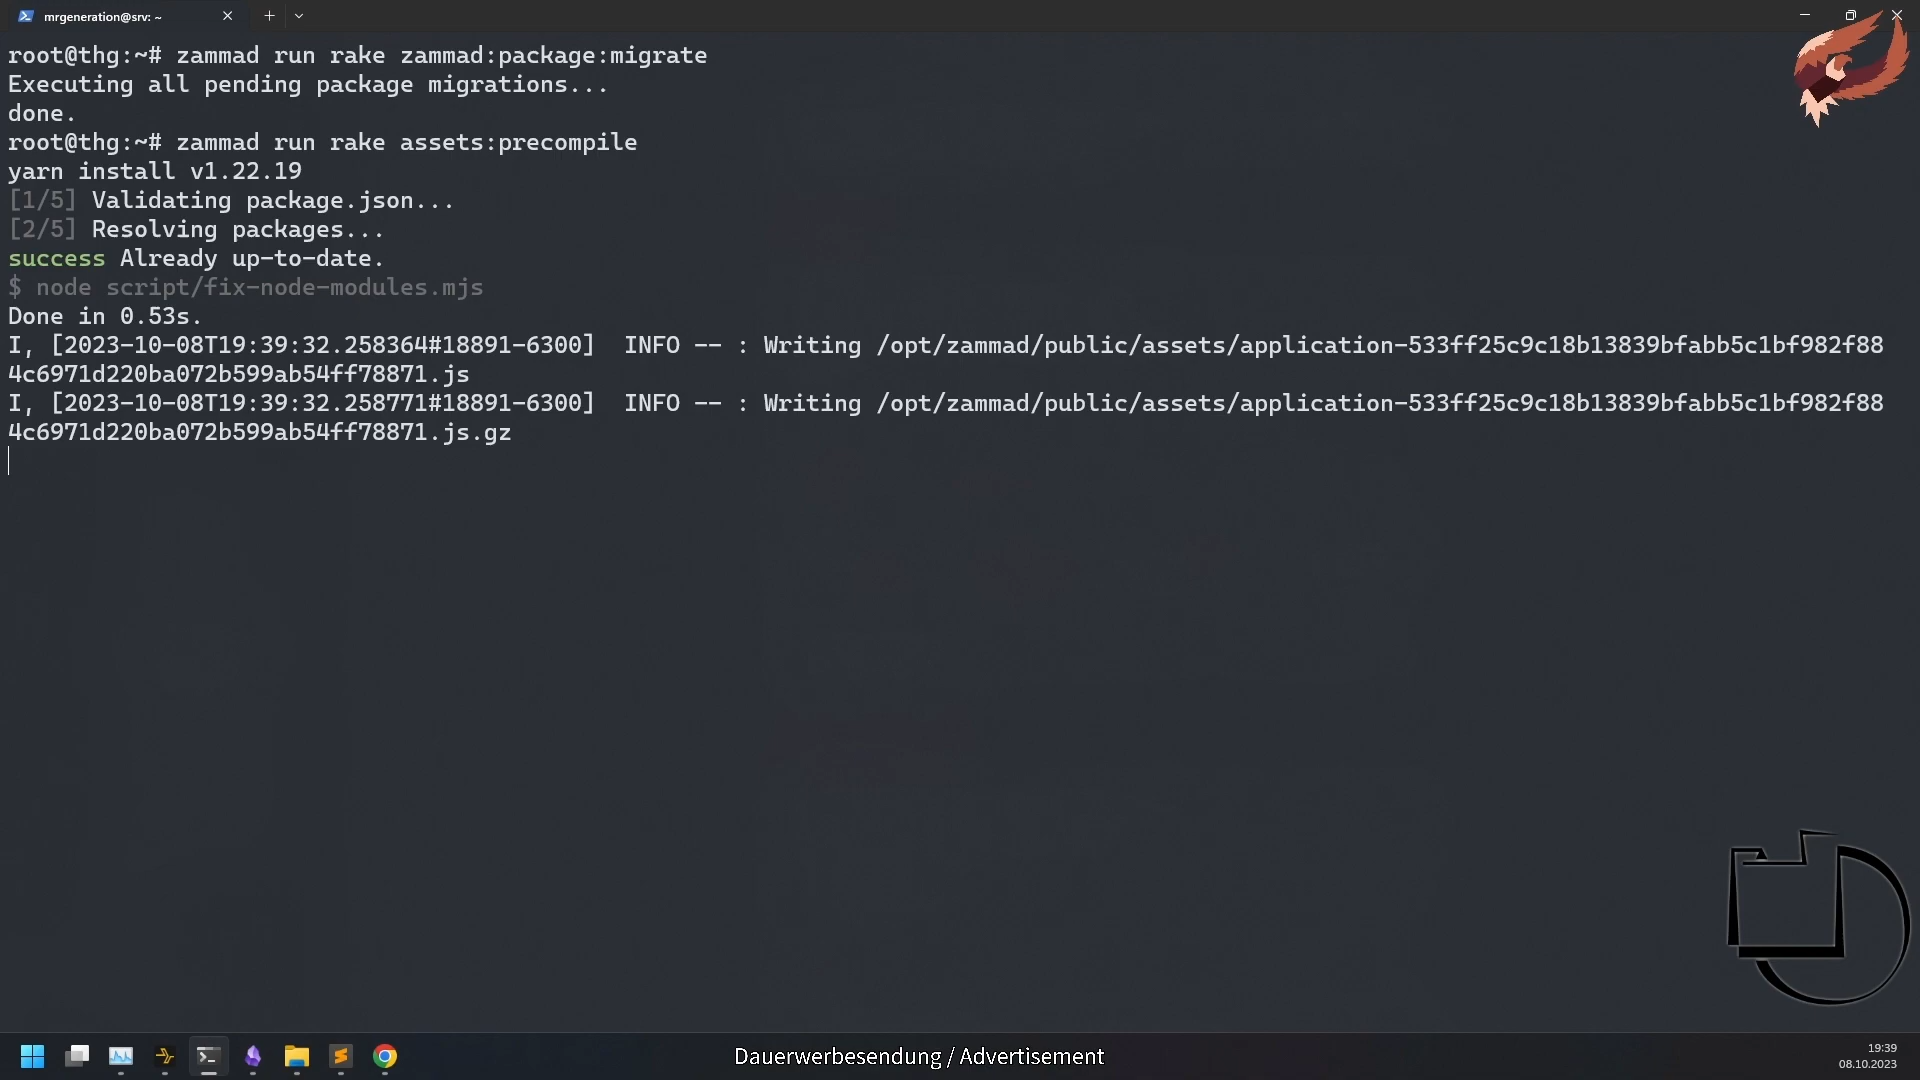 mrgeneration@srv: ~
root@thg:~# zammad run rake zammad:package:migrate
Executing all pending package migrations...
done.
root@thg:~# zammad run rake assets:precompile
yarn install v1.22.19
[1/5] Validating package.json...
[2/5] Resolving packages...
success Already up-to-date.
$ node script/fix-node-modules.mjs
Done in 0.53s.
I, [2023-10-08T19:39:32.258364#18891-6300]  INFO -- : Writing /opt/zammad/public/assets/application-533ff25c9c18b13839bfabb5c1bf982f88
4c6971d220ba072b599ab54ff78871.js
I, [2023-10-08T19:39:32.258771#18891-6300]  INFO -- : Writing /opt/zammad/public/assets/application-533ff25c9c18b13839bfabb5c1bf982f88
4c6971d220ba072b599ab54ff78871.js.gz
Dauerwerbesendung / Advertisement
19:39
08.10.2023